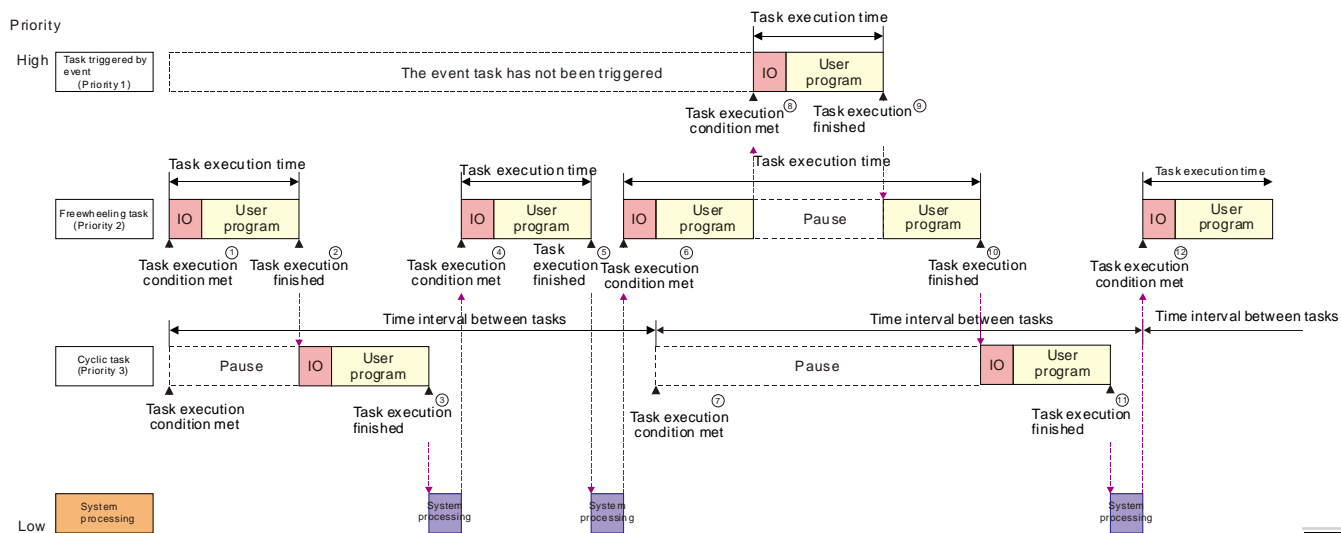 Priority
Task execution time
High
Task triggered by
event
(Priority 1)
The event task has not been triggered
IO
User
program
Task execution
condition met
⑧
Task execution
finished
⑨
Task execution time
Task execution time
Task execution time
Task execution time
Freewheeling task
(Priority 2)
IO
User
program
IO
User
program
IO
User
program
Pause
User
program
IO
User
program
Task execution
condition met
①
Task execution
finished
②
Task execution
condition met
④
Task
execution
finished
⑤
Task execution
condition met
⑥
Task execution
finished
⑩
Task execution
condition met
⑫
Time interval between tasks
Time interval between tasks
Time interval between tasks
Cyclic task
(Priority 3)
Pause
IO
User
program
Pause
IO
User
program
Task execution
condition met
Task execution
finished
③
Task execution
condition met
⑦
Task execution
finished
⑪
Low
System
processing
System
processing
System
processing
System
processing